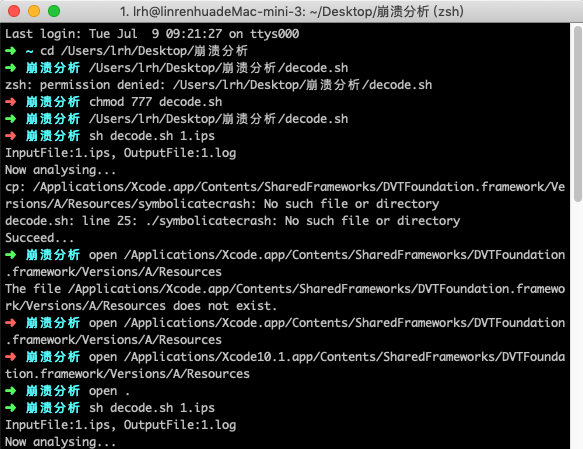 1. lrh@linrenhuadeMac-mini-3: ~/Desktop/崩溃分析 (zsh)
Last login: Tue Jul  9 09:21:27 on ttys000
➜  ~ cd /Users/lrh/Desktop/崩溃分析
➜  崩溃分析 /Users/lrh/Desktop/崩溃分析/decode.sh
zsh: permission denied: /Users/lrh/Desktop/崩溃分析/decode.sh
➜  崩溃分析 chmod 777 decode.sh
➜  崩溃分析 /Users/lrh/Desktop/崩溃分析/decode.sh
➜  崩溃分析 sh decode.sh 1.ips
InputFile:1.ips, OutputFile:1.log
Now analysing...
cp: /Applications/Xcode.app/Contents/SharedFrameworks/DVTFoundation.framework/Ve
rsions/A/Resources/symbolicatecrash: No such file or directory
decode.sh: line 25: ./symbolicatecrash: No such file or directory
Succeed...
➜  崩溃分析 open /Applications/Xcode.app/Contents/SharedFrameworks/DVTFoundation
.framework/Versions/A/Resources
The file /Applications/Xcode.app/Contents/SharedFrameworks/DVTFoundation.framewo
rk/Versions/A/Resources does not exist.
➜  崩溃分析 open /Applications/Xcode.app/Contents/SharedFrameworks/DVTFoundation
.framework/Versions/A/Resources
➜  崩溃分析 open /Applications/Xcode10.1.app/Contents/SharedFrameworks/DVTFounda
tion.framework/Versions/A/Resources
➜  崩溃分析 open .
➜  崩溃分析 sh decode.sh 1.ips
InputFile:1.ips, OutputFile:1.log
Now analysing...